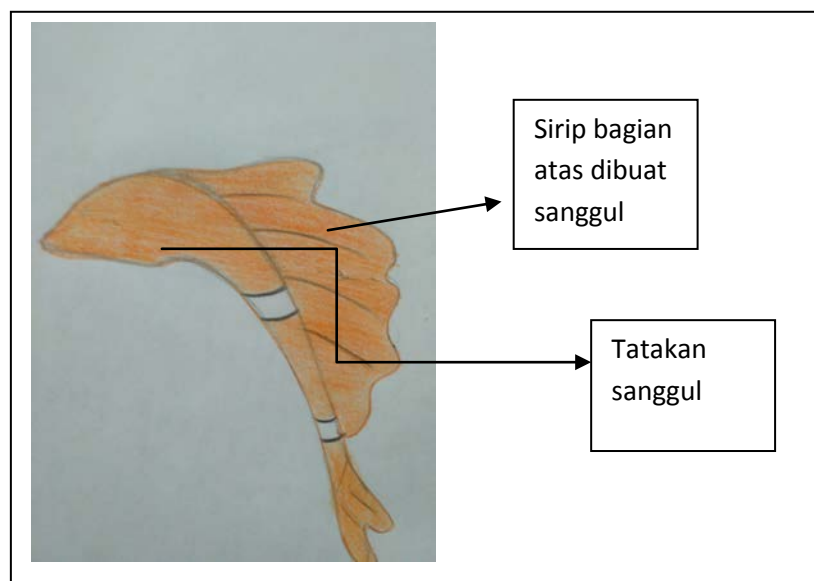 Sirip bagian
atas dibuat
sanggul
Tatakan
sanggul